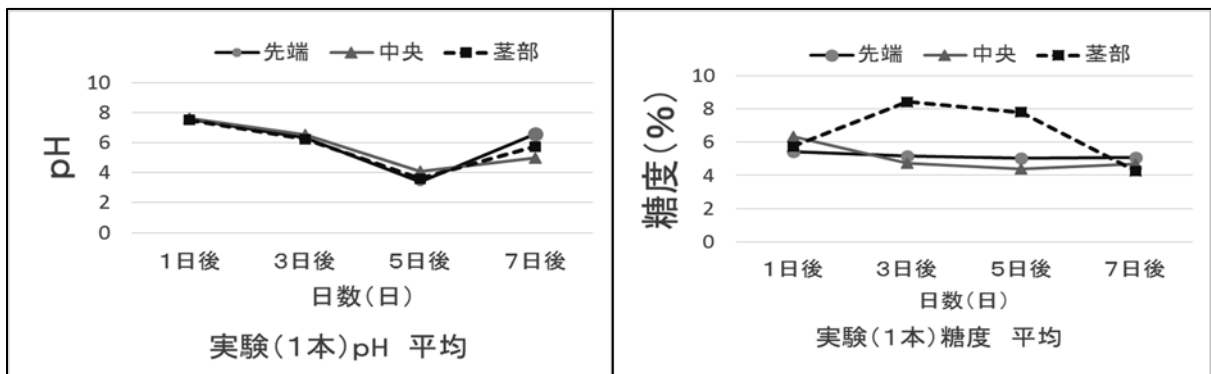 先端 中央 茎部
10
8
6
4
2
0
pH
1日後 3日後 5日後 7日後
日数(日)
実験(1本)pH 平均
先端 中央 茎部
10
8
6
4
2
0
糖度(%)
1日後 3日後 5日後 7日後
日数(日)
実験(1本)糖度 平均